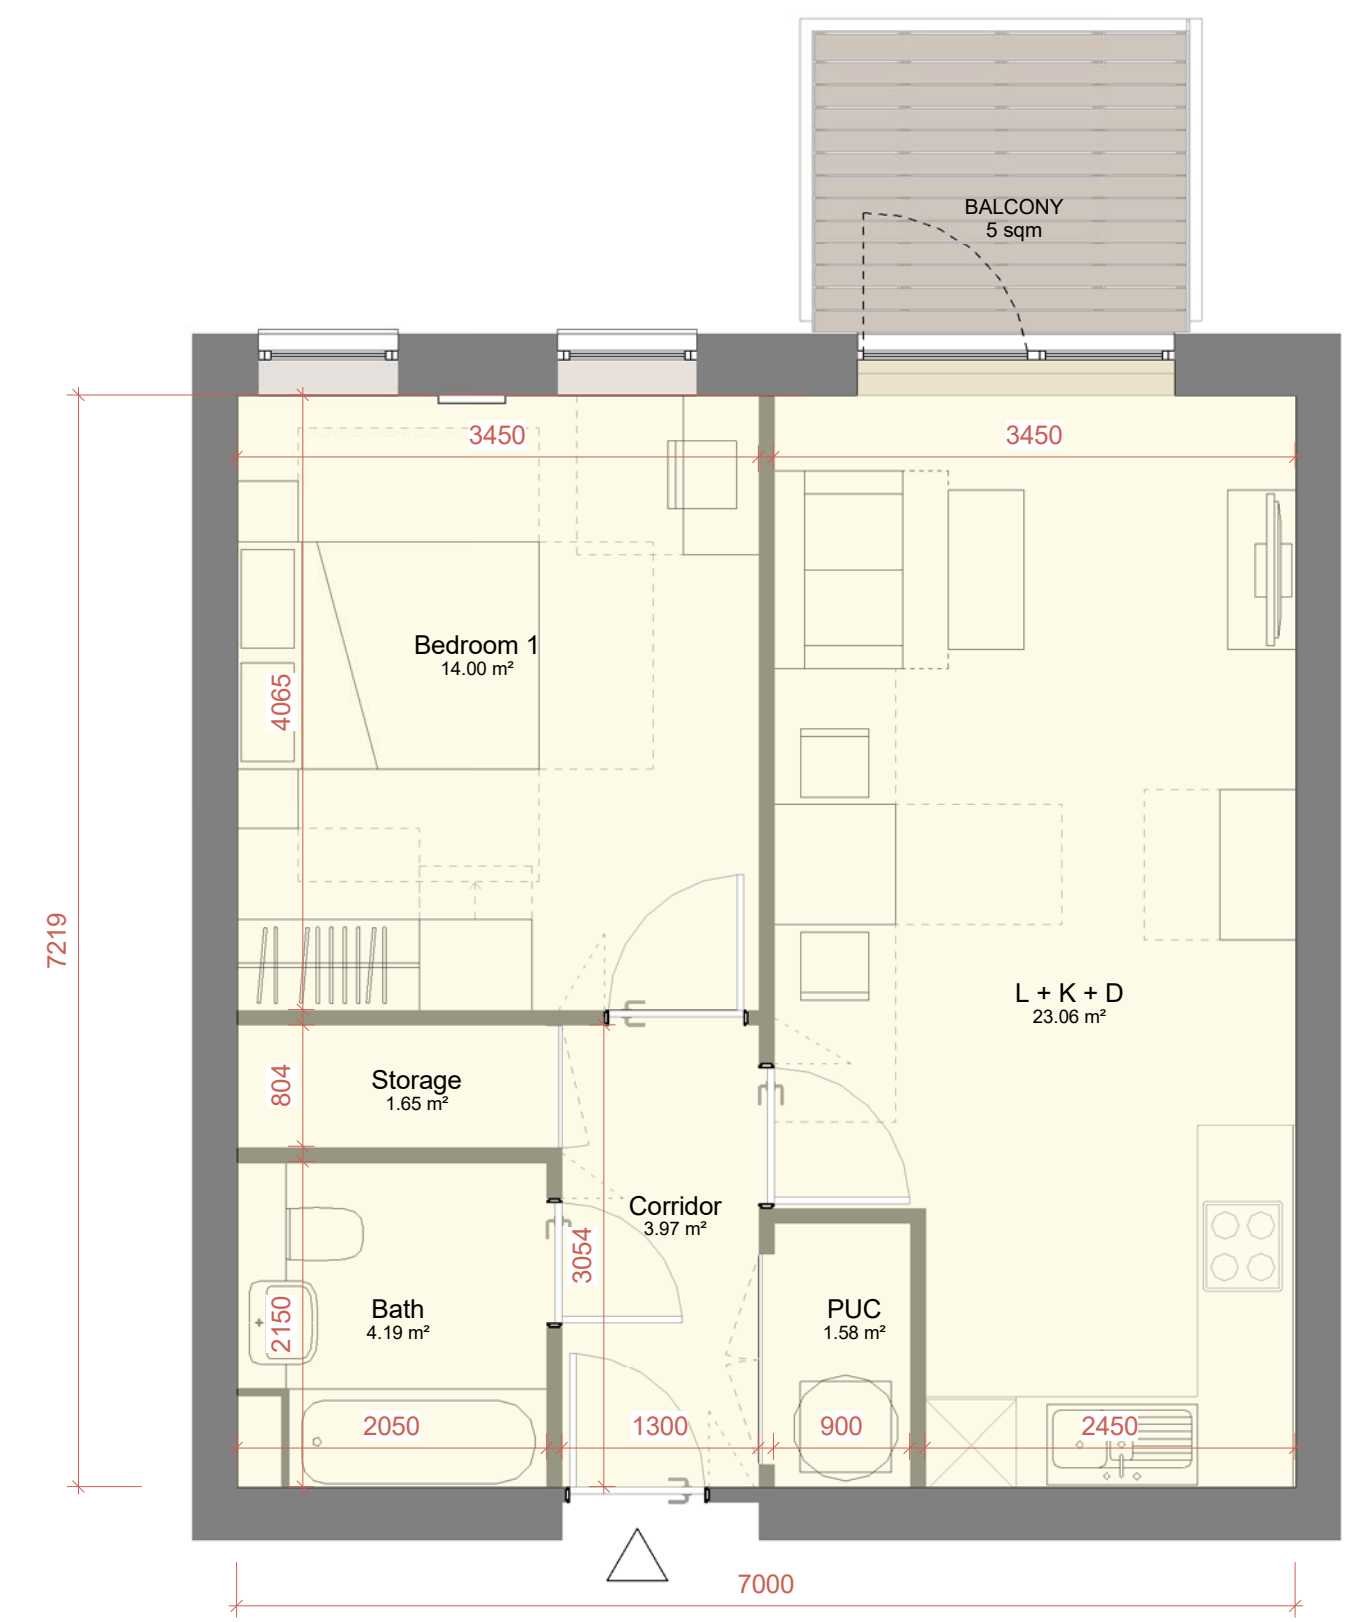 BALCONY
5 sqm
3450
3450
Bedroom 1
14.00 m²
4065
7219
L + K + D
23.06 m²
Storage
1.65 m²
804
Corridor
3.97 m²
3054
Bath
4.19 m²
2150
PUC
1.58 m²
2050
1300
900
2450
7000